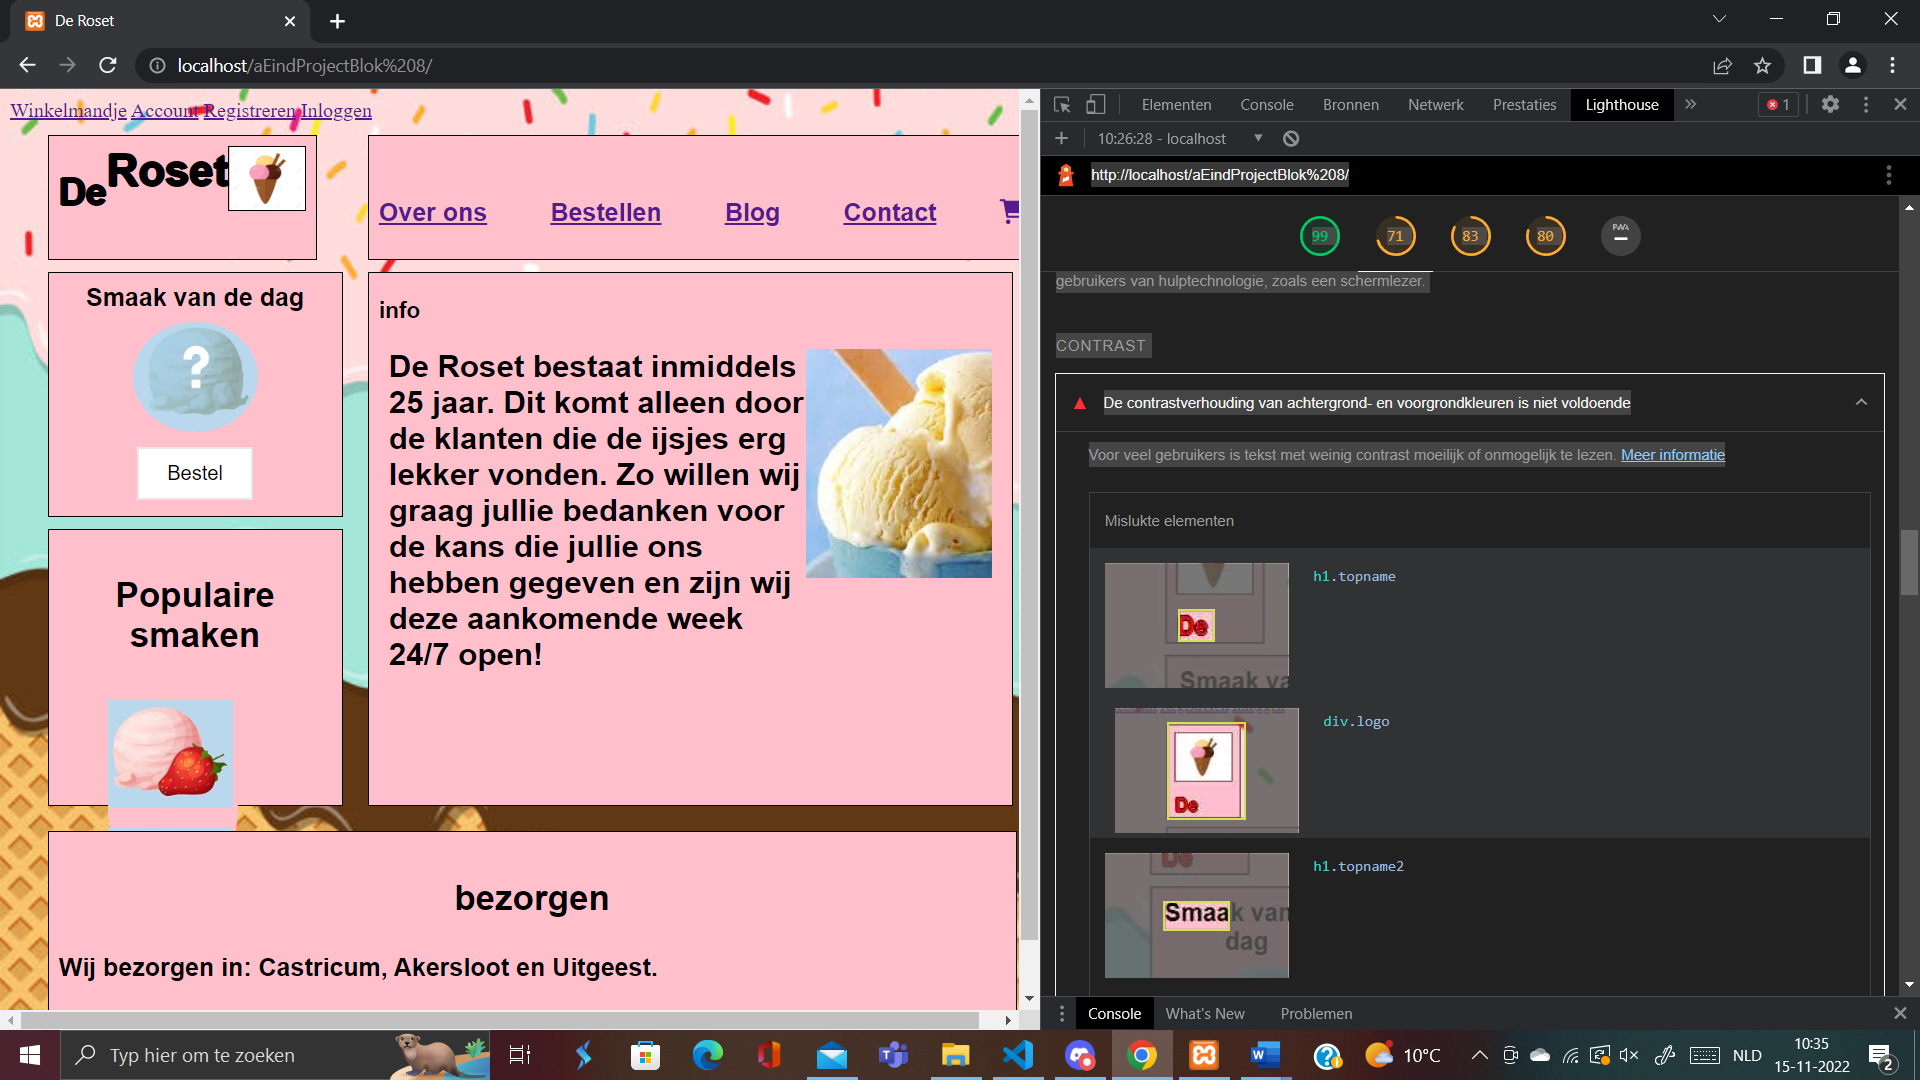 De Roset
localhost/aEindProjectBlok%208/
Winkelmandje Account Registreren Inloggen
De Roset
Over ons Bestellen Blog Contact
Smaak van de dag
?
Bestel
Populaire
smaken
info
De Roset bestaat inmiddels
25 jaar. Dit komt alleen door
de klanten die de ijsjes erg
lekker vonden. Zo willen wij
graag jullie bedanken voor
de kans die jullie ons
hebben gegeven en zijn wij
deze aankomende week
24/7 open!
bezorgen
Wij bezorgen in: Castricum, Akersloot en Uitgeest.
Elementen Console Bronnen Netwerk Prestaties Lighthouse » 1
10:26:28 - localhost
http://localhost/aEindProjectBlok%208/
99 71 83 80 PWA
gebruikers van hulptechnologie, zoals een schermlezer.
CONTRAST
De contrastverhouding van achtergrond- en voorgrondkleuren is niet voldoende
Voor veel gebruikers is tekst met weinig contrast moeilijk of onmogelijk te lezen. Meer informatie
Mislukte elementen
De
Smaak va
h1.topname
De
div.logo
De
Smaak van
dag
h1.topname2
Console What's New Problemen
Typ hier om te zoeken
10°C
NLD
10:35
15-11-2022
2